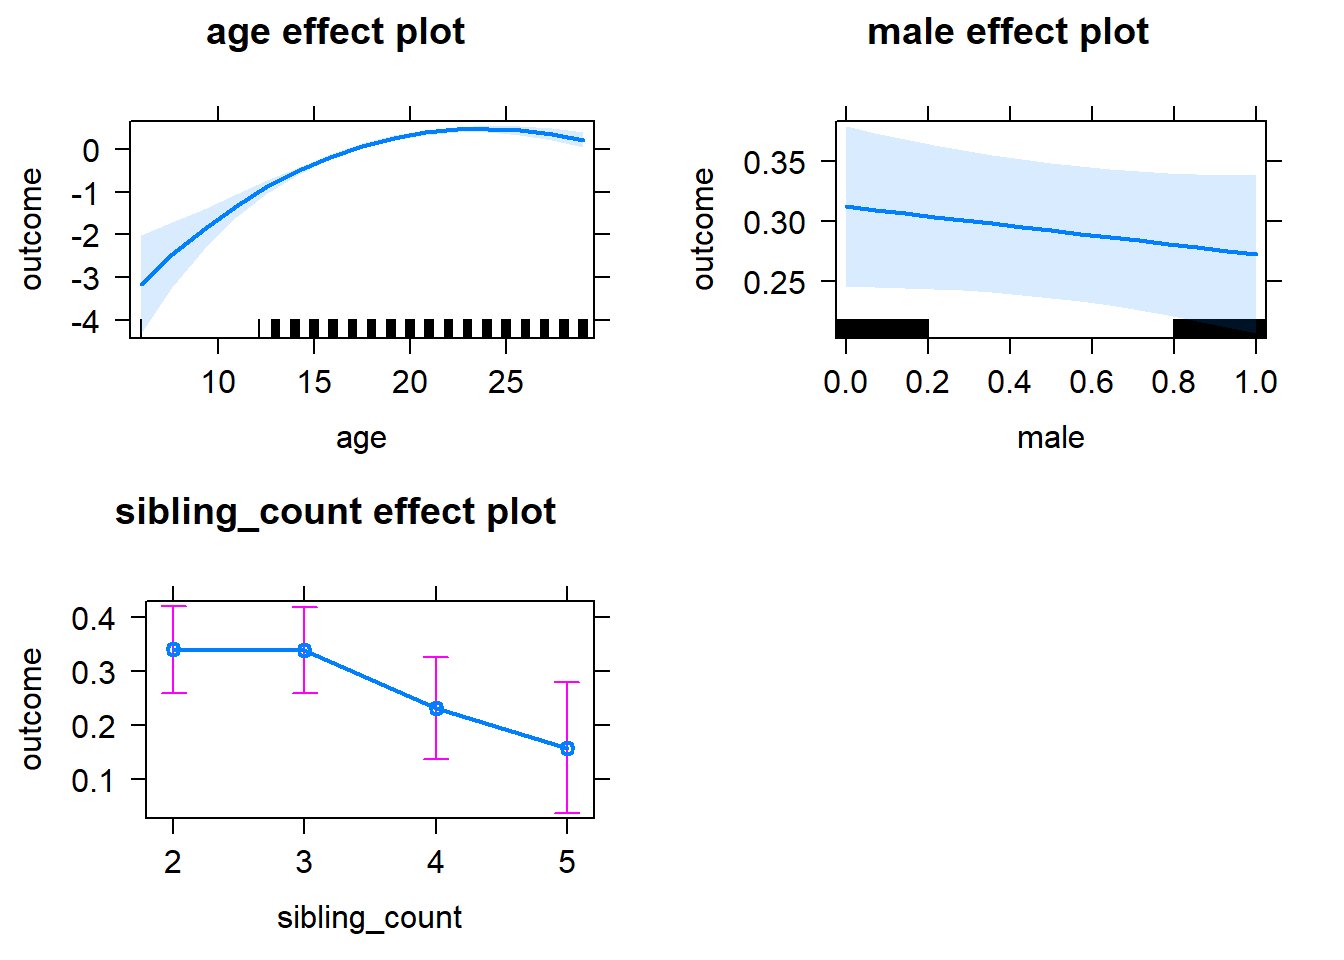 age effect plot
outcome
0
-1
-2
-3
-4
10 15 20 25
age
male effect plot
outcome
0.35
0.30
0.25
0.0 0.2 0.4 0.6 0.8 1.0
male
sibling_count effect plot
outcome
0.4
0.3
0.2
0.1
2 3 4 5
sibling_count